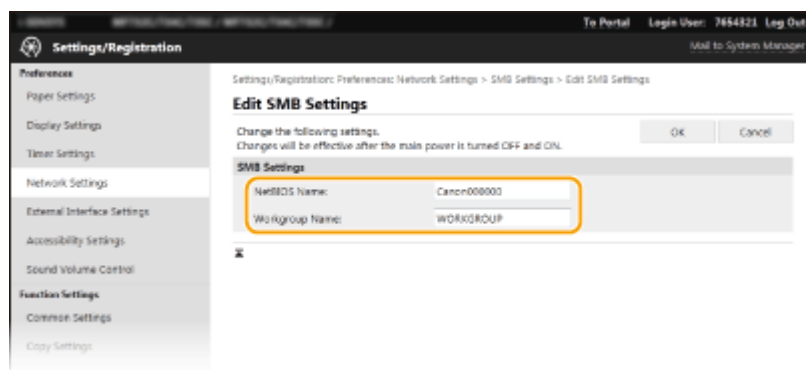 To Portal Login User: 7654321 Log Out
Settings/Registration
Mail to System Manager
Preferences
Paper Settings
Display Settings
Timer Settings
Network Settings
External Interface Settings
Accessibility Settings
Sound Volume Control
Function Settings
Common Settings
Copy Settings
Settings/Registration: Preferences: Network Settings > SMB Settings > Edit SMB Settings
Edit SMB Settings
Change the following settings.
Changes will be effective after the main power is turned OFF and ON.
OK Cancel
SMB Settings
NetBIOS Name: Canon000000
Workgroup Name: WORKGROUP